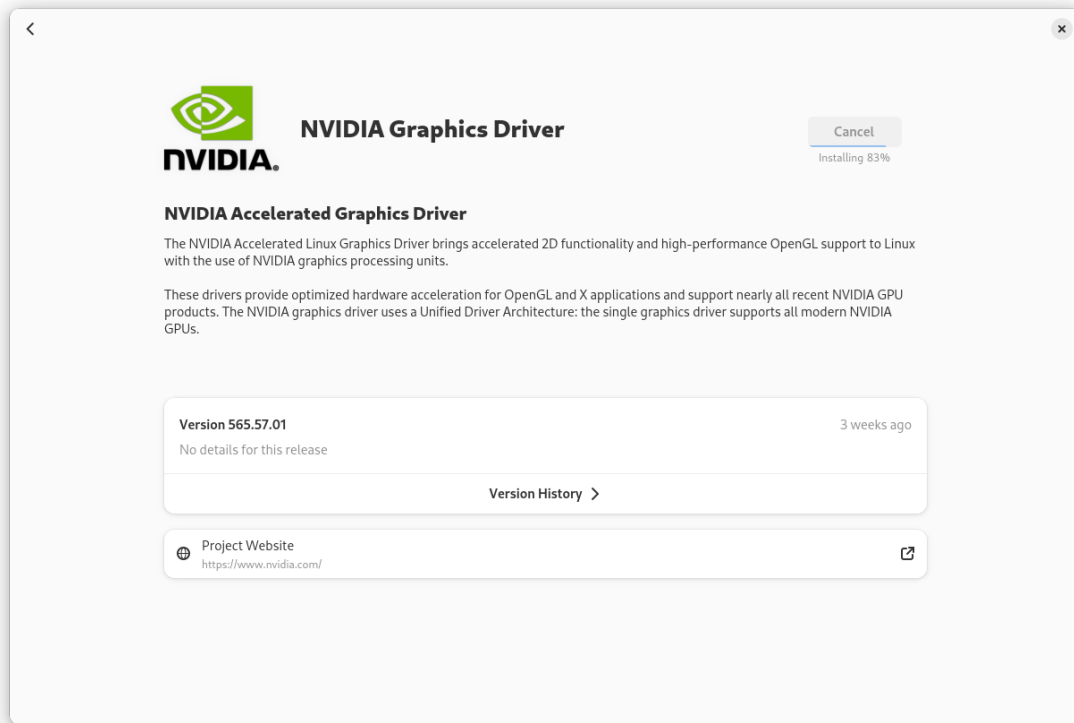 NVIDIA.
NVIDIA Graphics Driver
Cancel
Installing 83%
NVIDIA Accelerated Graphics Driver
The NVIDIA Accelerated Linux Graphics Driver brings accelerated 2D functionality and high-performance OpenGL support to Linux
with the use of NVIDIA graphics processing units.
These drivers provide optimized hardware acceleration for OpenGL and X applications and support nearly all recent NVIDIA GPU
products. The NVIDIA graphics driver uses a Unified Driver Architecture: the single graphics driver supports all modern NVIDIA
GPUs.
Version 565.57.01
3 weeks ago
No details for this release
Version History
Project Website
https://www.nvidia.com/